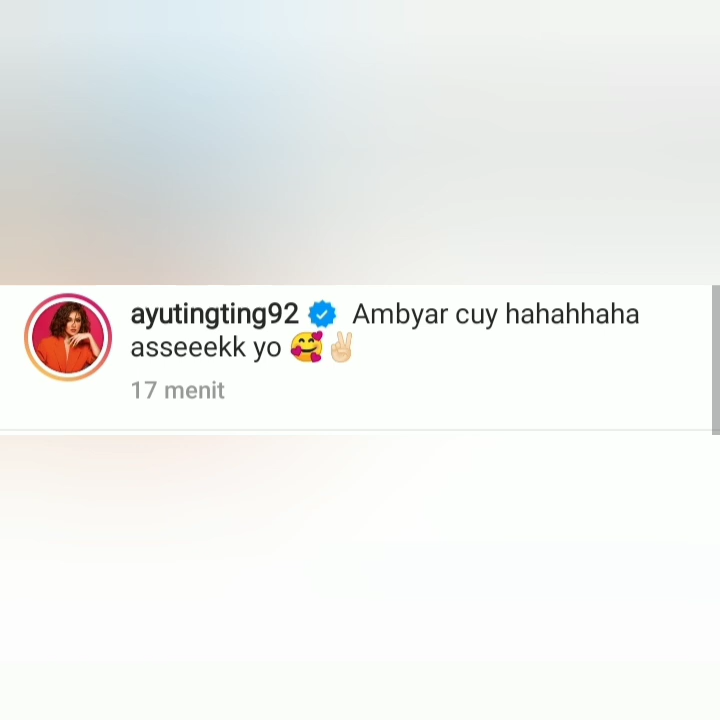 ayutingting92 Ambyar cuy hahahhaha
asseeekk yo 🥰✌🏻
17 menit